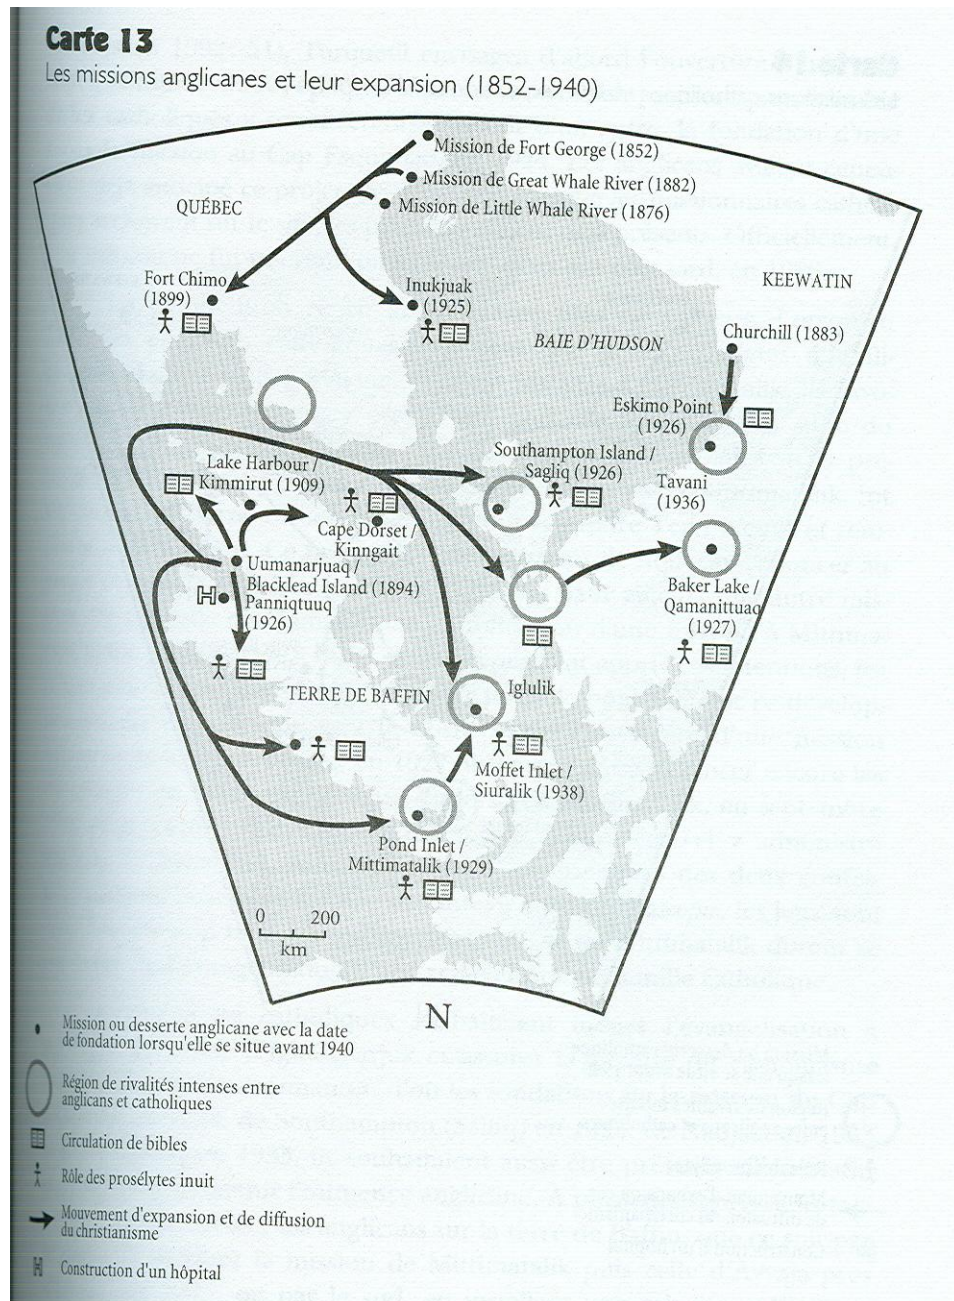 Carte 13
Les missions anglicanes et leur expansion (1852-1940)
Mission de Fort George (1852)
Mission de Great Whale River (1882)
Mission de Little Whale River (1876)
QUÉBEC
KEEWATIN
Fort Chimo
(1899)
Inukjuak
(1925)
BAIE D'HUDSON
Churchill (1883)
Eskimo Point
(1926)
Tavani
(1936)
Southampton Island /
Sagliq (1926)
Lake Harbour /
Kimmirut (1909)
Cape Dorset /
Kinngait
Uumanarjuaq /
Blacklead Island (1894)
Panniqtuuq
(1926)
H
Baker Lake /
Qamanittuaq
(1927)
TERRE DE BAFFIN
Iglulik
Moffet Inlet /
Siuralik (1938)
Pond Inlet /
Mittimatalik (1929)
0 200
km
N
Mission ou desserte anglicane avec la date
de fondation lorsqu'elle se situe avant 1940
Région de rivalités intenses entre
anglicans et catholiques
Circulation de bibles
Rôle des prosélytes inuit
Mouvement d'expansion et de diffusion
du christianisme
H Construction d'un hôpital